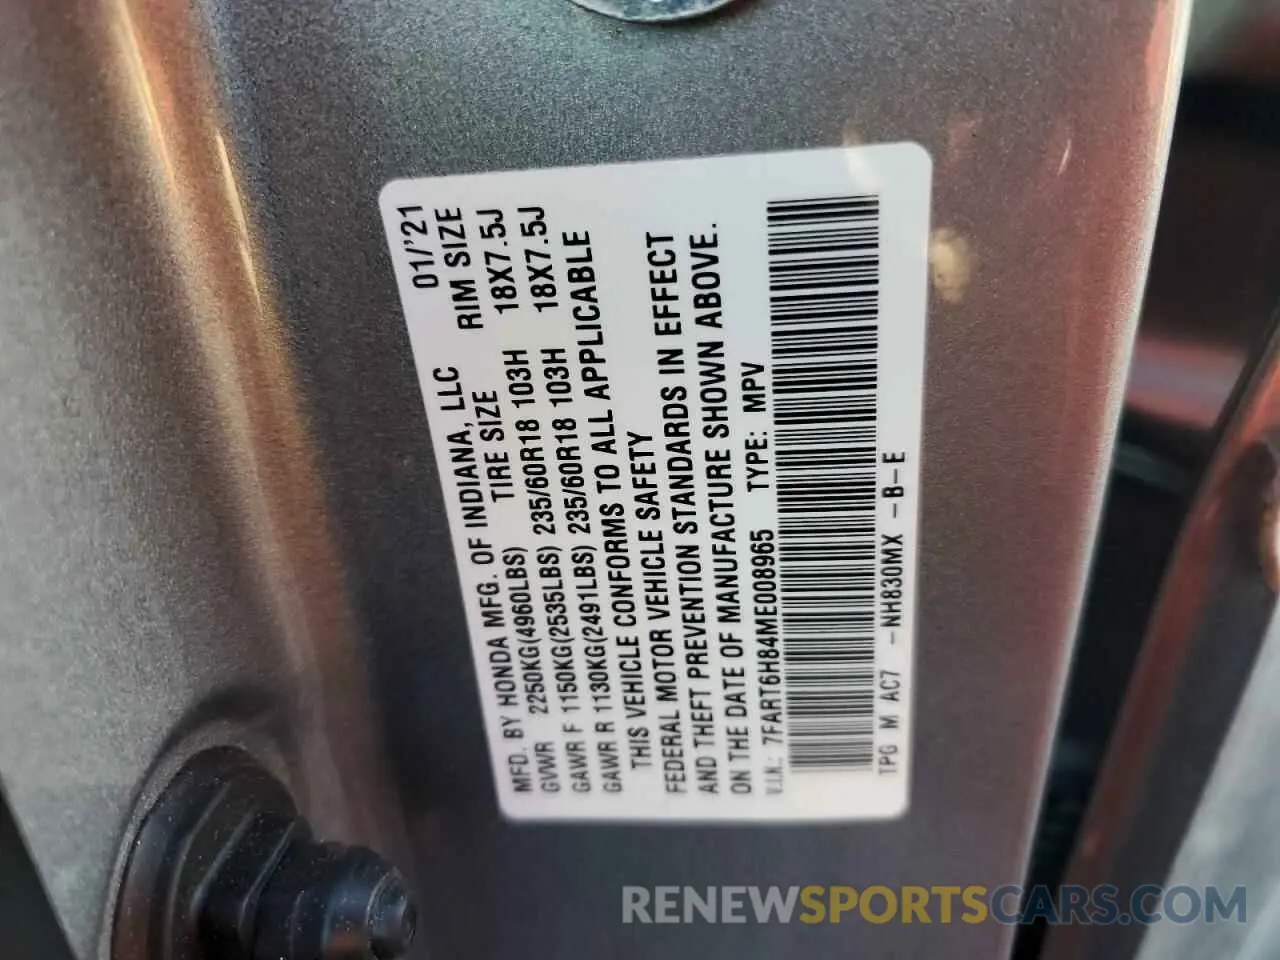 MFD. BY HONDA MFG. OF INDIANA, LLC 01/'21
GVWR 2250KG(4960LBS) TIRE SIZE RIM SIZE
GAWR F 1150KG(2535LBS) 235/60R18 103H 18X7.5J
GAWR R 1130KG(2491LBS) 235/60R18 103H 18X7.5J
THIS VEHICLE CONFORMS TO ALL APPLICABLE
FEDERAL MOTOR VEHICLE SAFETY
AND THEFT PREVENTION STANDARDS IN EFFECT
ON THE DATE OF MANUFACTURE SHOWN ABOVE.
V.I.N.: 7FART6H84ME008965 TYPE: MPV
TPG M AC7 -NH830MX -B-E
RENEWSPORTSCARS.COM